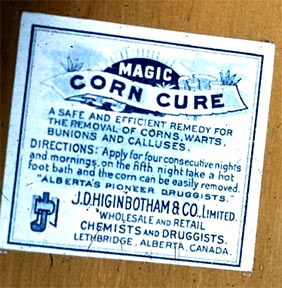 MAGIC
CORN CURE
A SAFE AND EFFICIENT REMEDY FOR
THE REMOVAL OF CORNS, WARTS,
BUNIONS AND CALLUSES.
DIRECTIONS: Apply for four consecutive nights
and mornings, on the fifth night take a hot
foot bath and the corn can be easily removed.
"ALBERTA'S PIONEER DRUGGISTS."
J.D. HIGINBOTHAM & CO., LIMITED.
WHOLESALE AND RETAIL
CHEMISTS AND DRUGGISTS.
LETHBRIDGE, ALBERTA, CANADA.